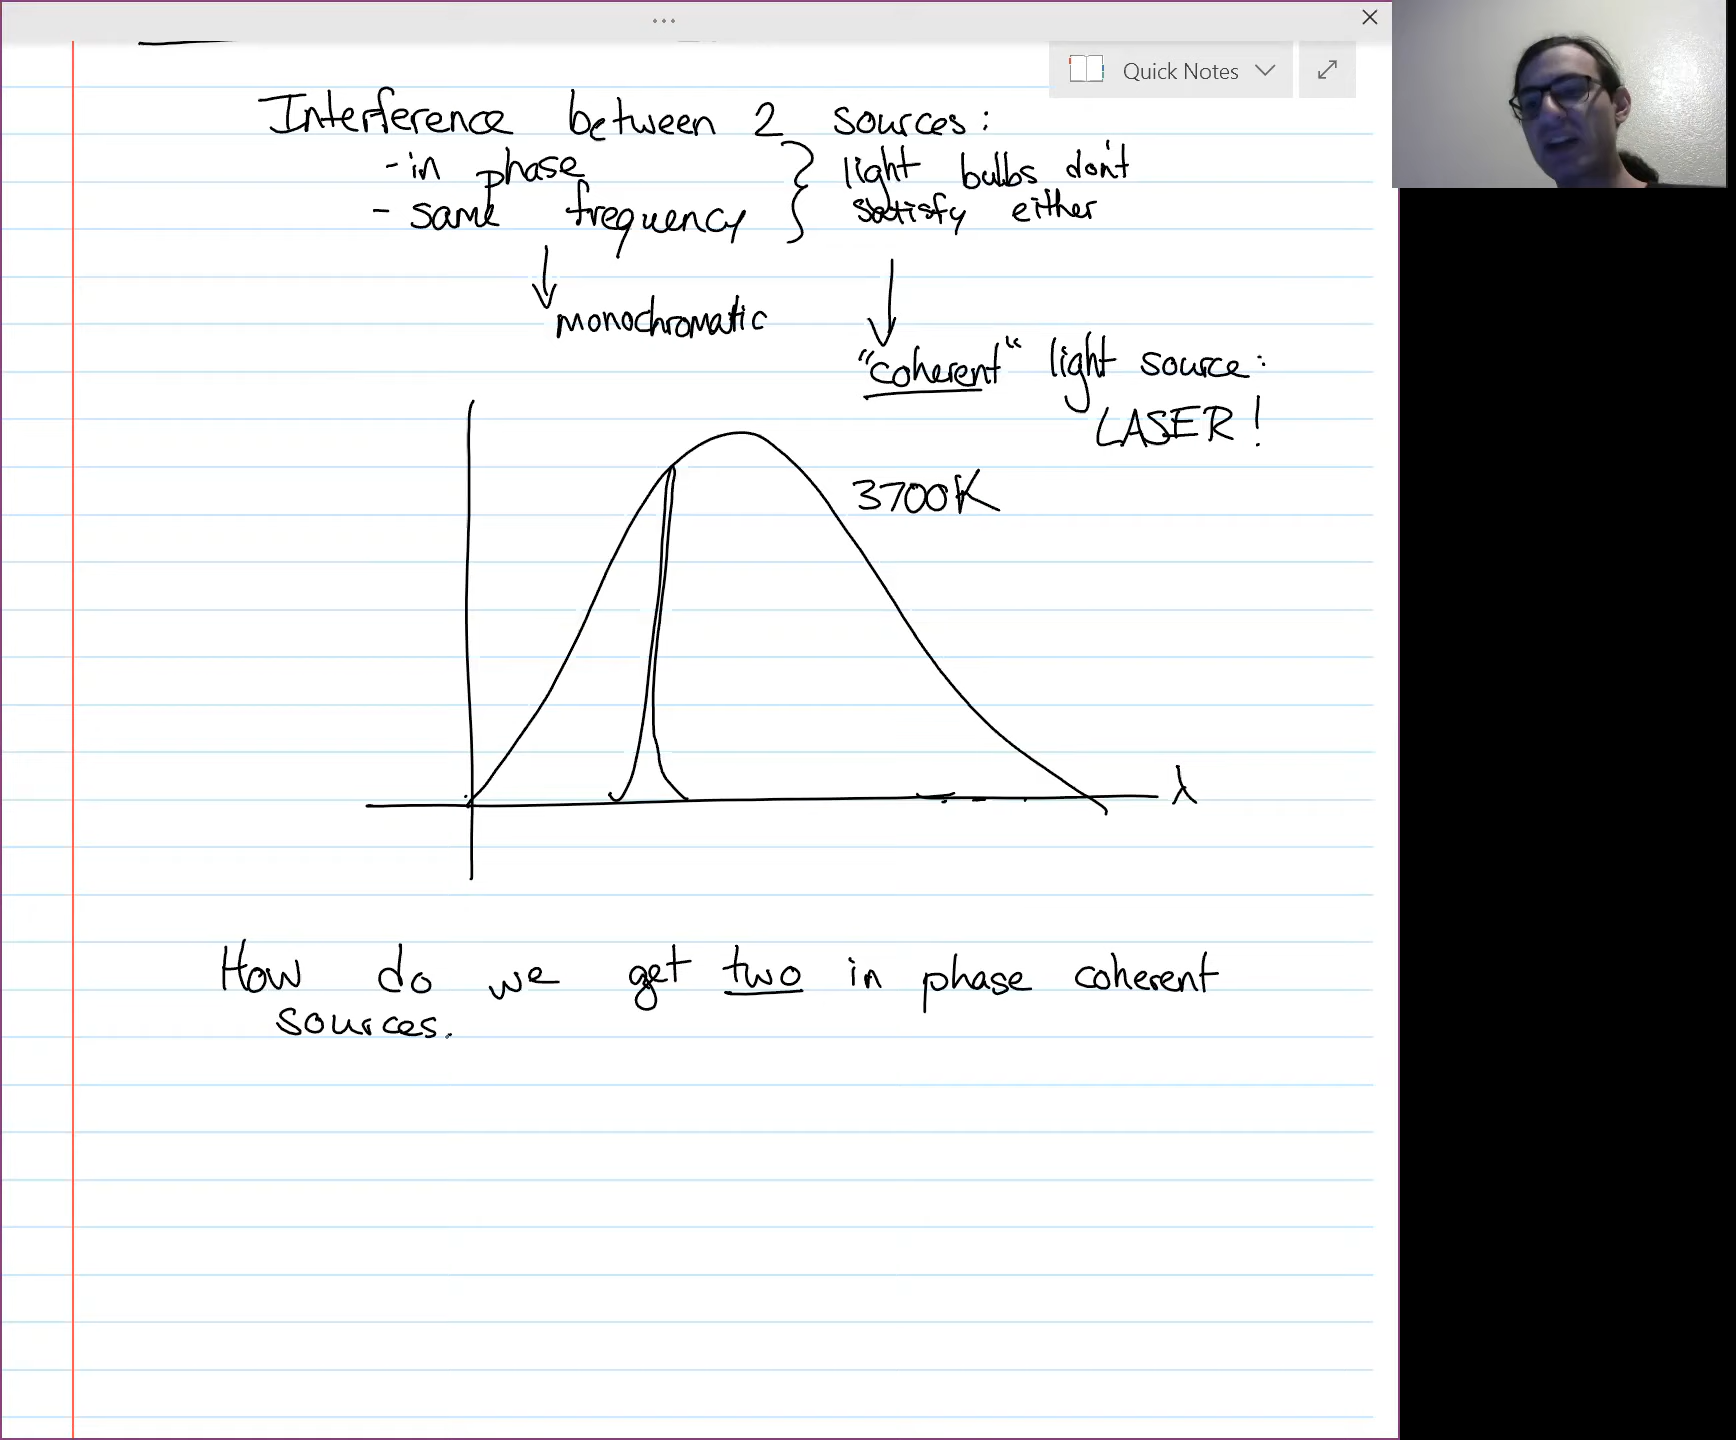 Quick Notes
Interference between 2 sources:
- in phase
- same frequency
light bulbs don't
satisfy either
monochromatic
"coherent" light source:
LASER!
3700K
λ
How do we get two in phase coherent
sources.